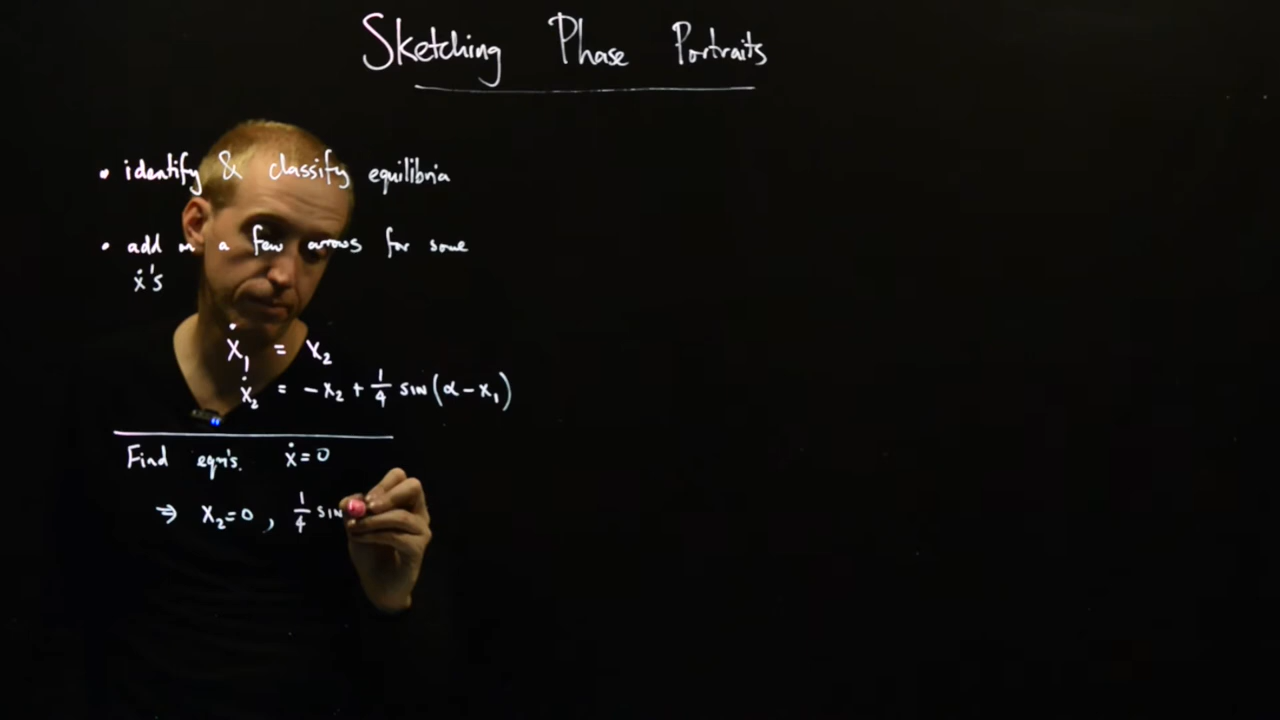 Sketching Phase Portraits
• identify & classify equilibria
• add in a few arrows for some
ẋ's
ẋ₁ = x₂
ẋ₂ = -x₂ + 1/4 sin(α - x₁)
Find eqm's. ẋ = 0
⇒ x₂ = 0, 1/4 sin